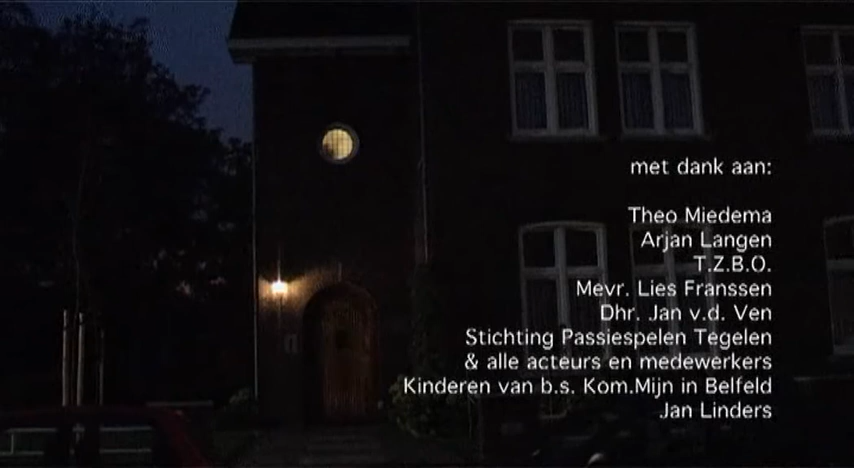 met dank aan:
Theo Miedema
Arjan Langen
T.Z.B.O.
Mevr. Lies Franssen
Dhr. Jan v.d. Ven
Stichting Passiespelen Tegelen
& alle acteurs en medewerkers
Kinderen van b.s. Kom.Mijn in Belfeld
Jan Linders